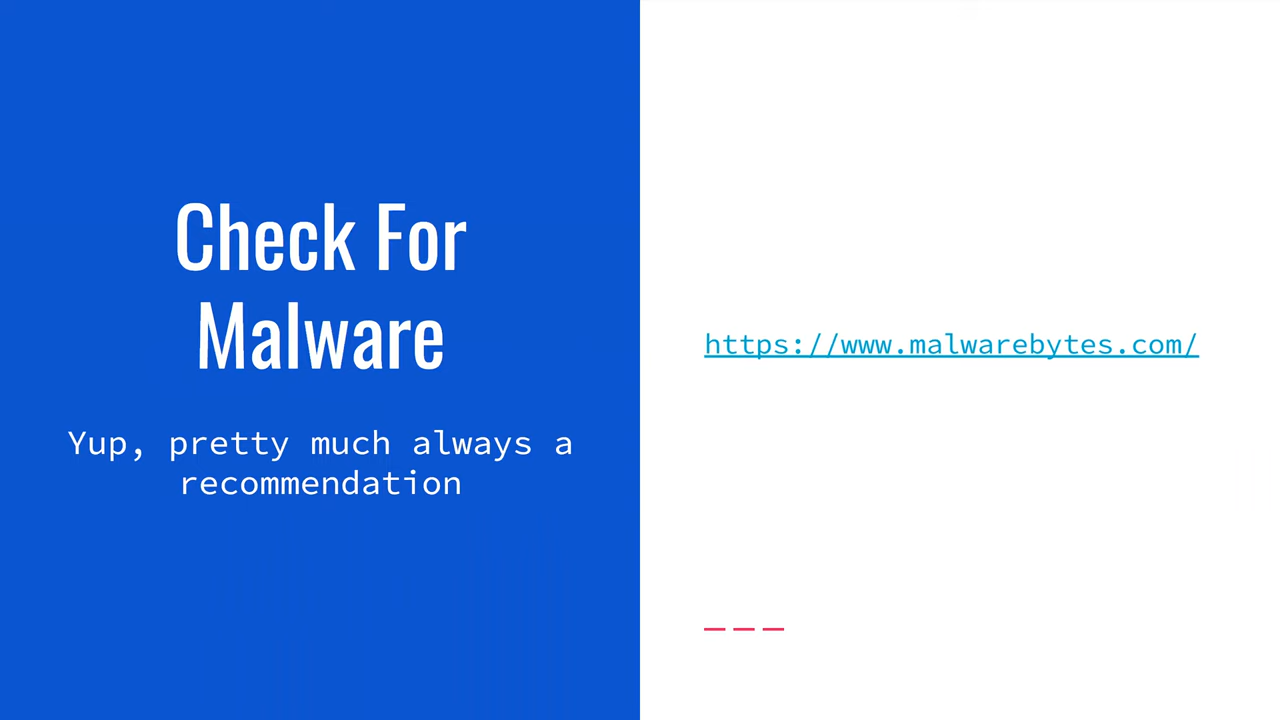 Check For
Malware
Yup, pretty much always a
recommendation
https://www.malwarebytes.com/